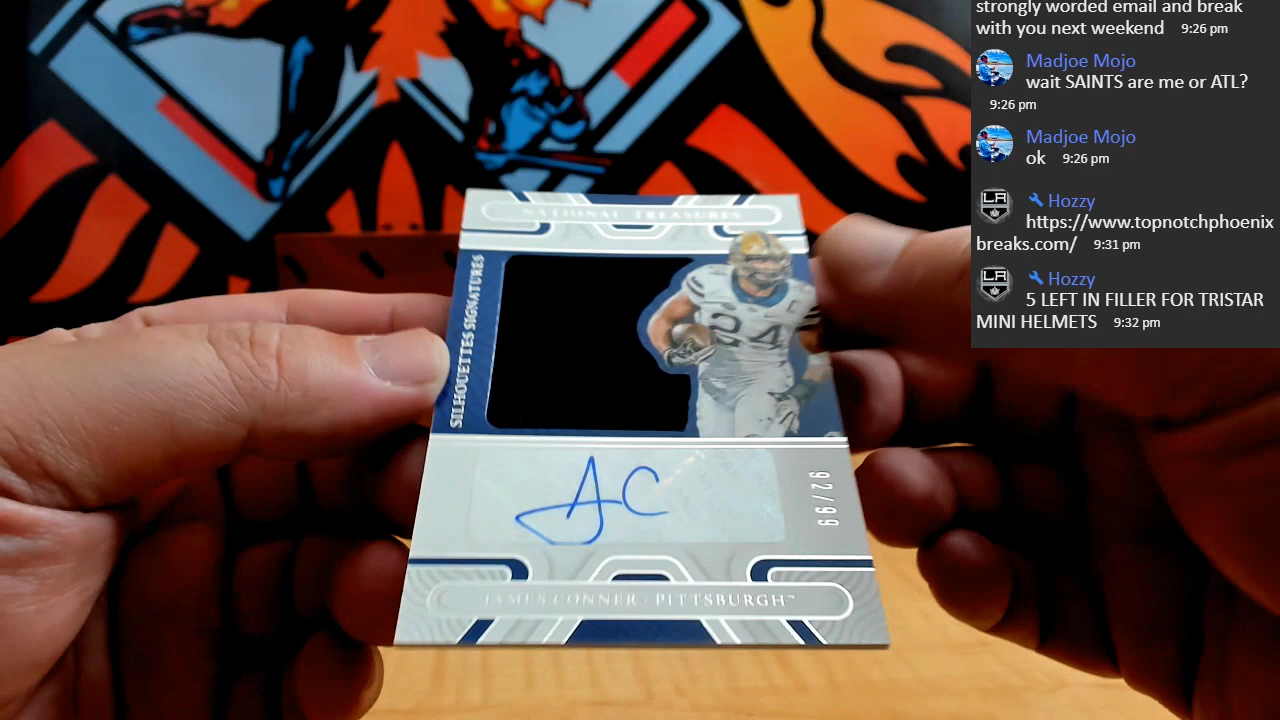 NATIONAL TREASURES
SILHOUETTES SIGNATURES
24
C
JC
92/99
JAMES CONNER · PITTSBURGH™
strongly worded email and break
with you next weekend 9:26 pm
Madjoe Mojo
wait SAINTS are me or ATL?
9:26 pm
Madjoe Mojo
ok 9:26 pm
LA
Hozzy
https://www.topnotchphoenix
breaks.com/ 9:31 pm
LA
Hozzy
5 LEFT IN FILLER FOR TRISTAR
MINI HELMETS 9:32 pm